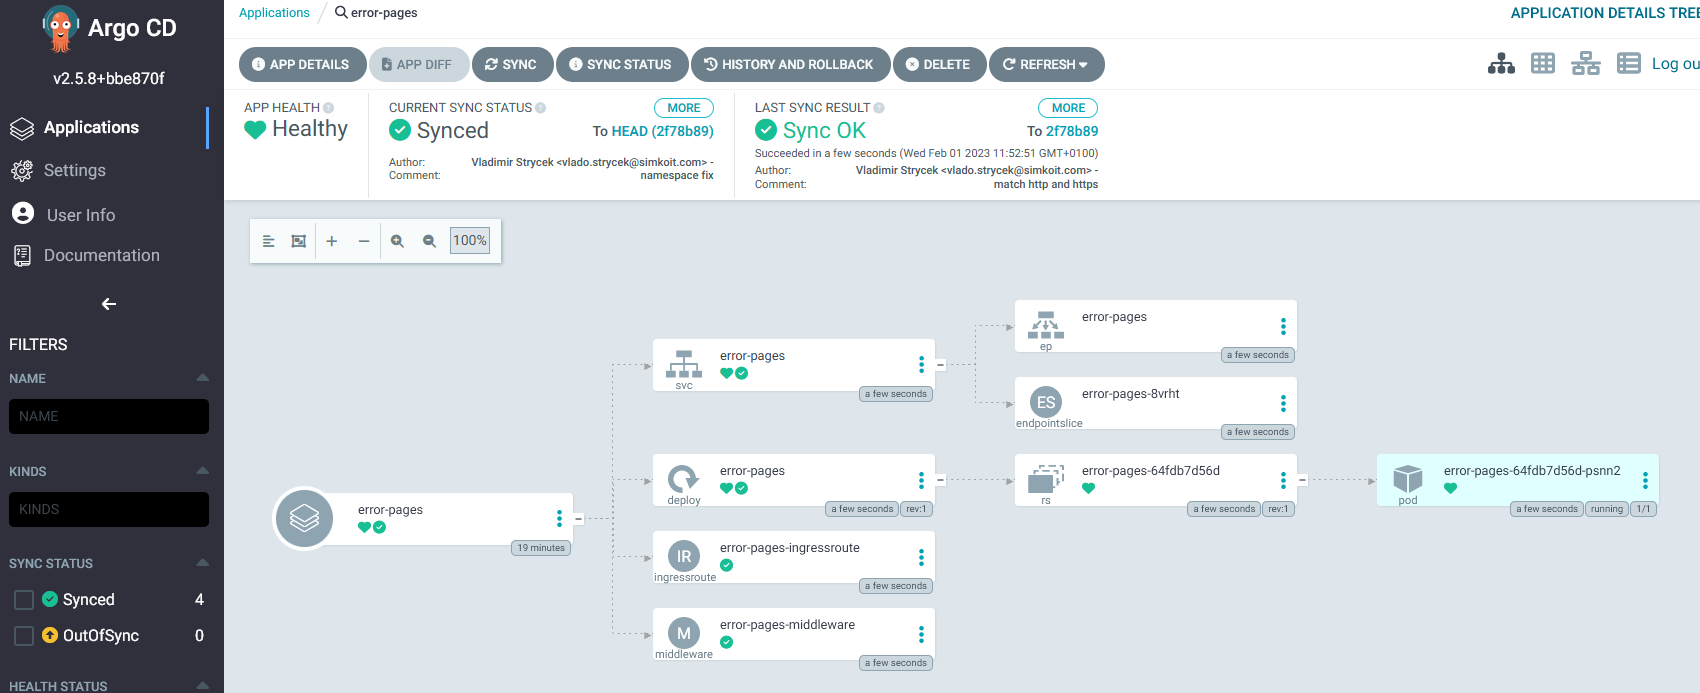 Argo CD
v2.5.8+bbe870f
Applications
Settings
User Info
Documentation
FILTERS
NAME
NAME
KINDS
KINDS
SYNC STATUS
Synced 4
OutOfSync 0
HEALTH STATUS
Applications error-pages
APPLICATION DETAILS TREE
APP DETAILS APP DIFF SYNC SYNC STATUS HISTORY AND ROLLBACK DELETE REFRESH
Log ou
APP HEALTH
Healthy
CURRENT SYNC STATUS MORE
Synced To HEAD (2f78b89)
Author: Vladimir Strycek <vlado.strycek@simkoit.com> -
Comment: namespace fix
LAST SYNC RESULT MORE
Sync OK To 2f78b89
Succeeded in a few seconds (Wed Feb 01 2023 11:52:51 GMT+0100)
Author: Vladimir Strycek <vlado.strycek@simkoit.com> -
Comment: match http and https
100%
error-pages
19 minutes
error-pages
svc
a few seconds
error-pages
ep
a few seconds
ES
error-pages-8vrht
endpointslice
a few seconds
error-pages
deploy
a few seconds rev:1
error-pages-64fdb7d56d
rs
a few seconds rev:1
error-pages-64fdb7d56d-psnn2
pod
a few seconds running 1/1
IR
error-pages-ingressroute
ingressroute
a few seconds
M
error-pages-middleware
middleware
a few seconds